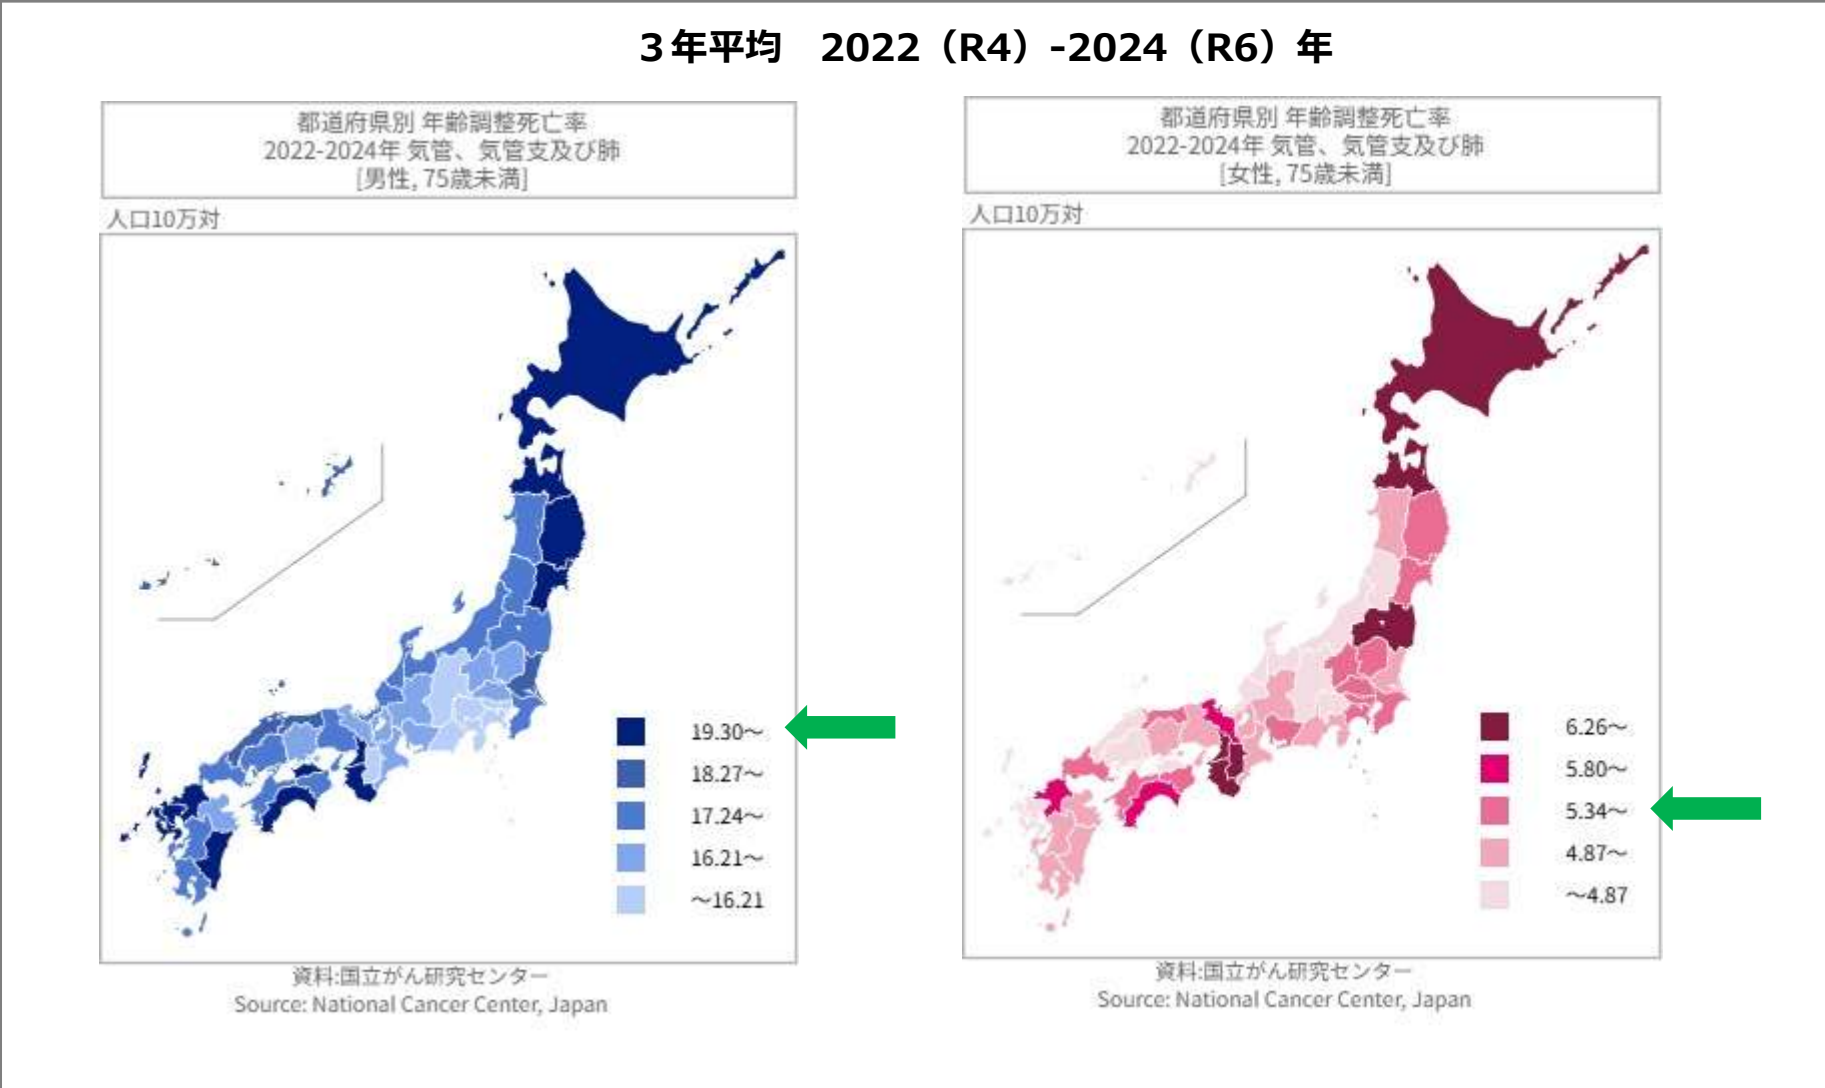 ３年平均　2022（R4）-2024（R6）年
都道府県別 年齢調整死亡率
2022-2024年 気管、気管支及び肺
[男性, 75歳未満]
人口10万対
19.30～
18.27～
17.24～
16.21～
～16.21
資料:国立がん研究センター
Source: National Cancer Center, Japan
都道府県別 年齢調整死亡率
2022-2024年 気管、気管支及び肺
[女性, 75歳未満]
人口10万対
6.26～
5.80～
5.34～
4.87～
～4.87
資料:国立がん研究センター
Source: National Cancer Center, Japan